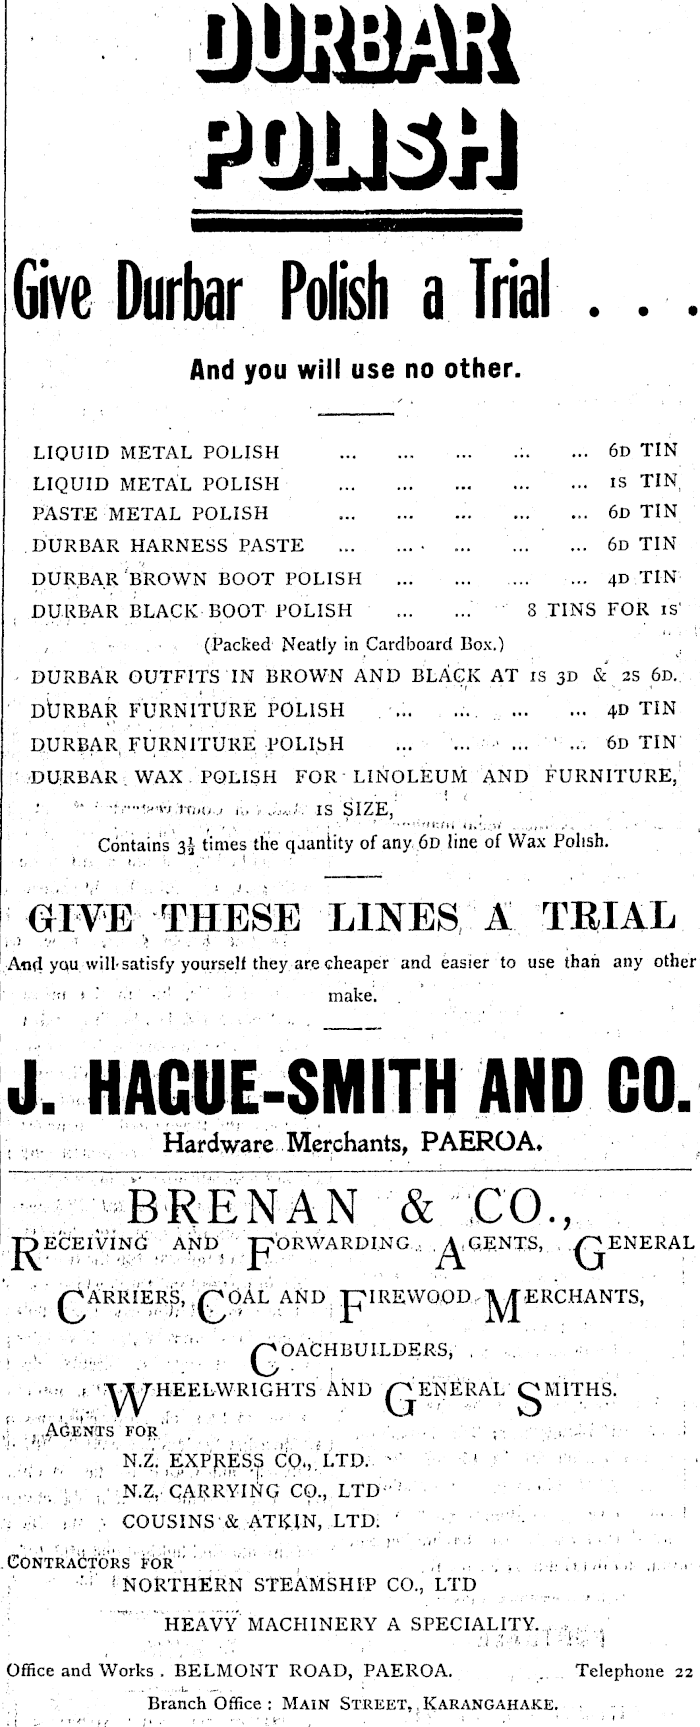 DURBAR
POLISH
Give Durbar Polish a Trial . . .
And you will use no other.
LIQUID METAL POLISH ... ... ... ... ... 6D TIN
LIQUID METAL POLISH ... ... ... ... ... 1S TIN
PASTE METAL POLISH ... ... ... ... ... 6D TIN
DURBAR HARNESS PASTE ... ... ... ... ... 6D TIN
DURBAR BROWN BOOT POLISH ... ... ... ... 4D TIN
DURBAR BLACK BOOT POLISH ... ... 8 TINS FOR 1S
(Packed Neatly in Cardboard Box.)
DURBAR OUTFITS IN BROWN AND BLACK AT 1S 3D & 2S 6D.
DURBAR FURNITURE POLISH ... ... ... ... 4D TIN
DURBAR FURNITURE POLISH ... ... ... ... 6D TIN
DURBAR WAX POLISH FOR LINOLEUM AND FURNITURE,
1S SIZE,
Contains 3½ times the quantity of any 6D line of Wax Polish.
GIVE THESE LINES A TRIAL
And you will satisfy yourself they are cheaper and easier to use than any other
make.
J. HAGUE-SMITH AND CO.
Hardware Merchants, PAEROA.
BRENAN & CO.,
RECEIVING AND FORWARDING AGENTS, GENERAL
CARRIERS, COAL AND FIREWOOD MERCHANTS,
COACHBUILDERS,
WHEELWRIGHTS AND GENERAL SMITHS.
AGENTS FOR
N.Z. EXPRESS CO., LTD.
N.Z. CARRYING CO., LTD
COUSINS & ATKIN, LTD.
CONTRACTORS FOR
NORTHERN STEAMSHIP CO., LTD
HEAVY MACHINERY A SPECIALITY.
Office and Works . BELMONT ROAD, PAEROA. Telephone 22
Branch Office : MAIN STREET, KARANGAHAKE.